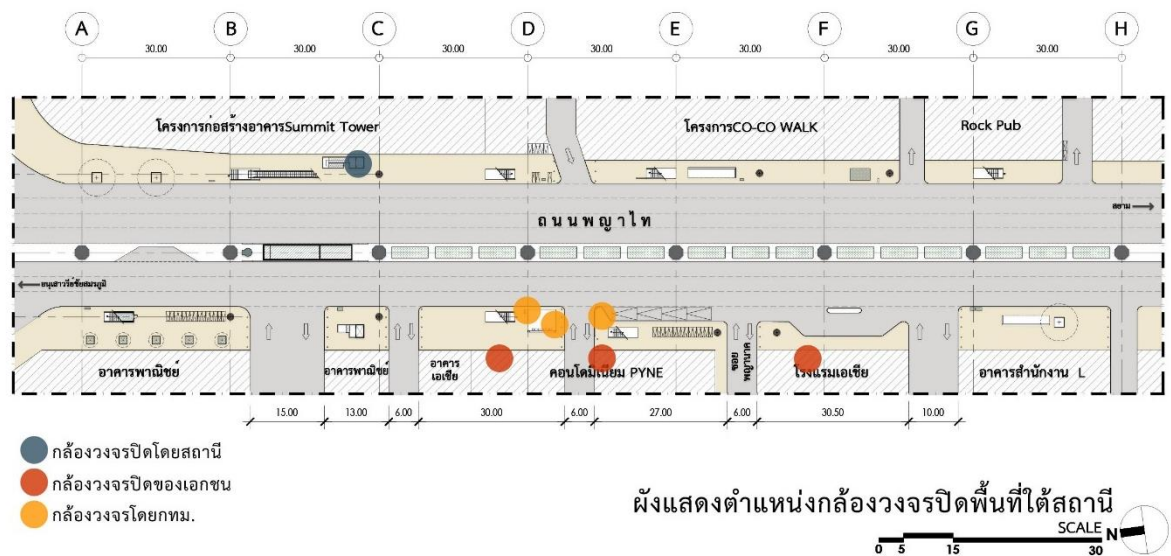 A B C D E F G H
30.00 30.00 30.00 30.00 30.00 30.00 30.00
โครงการก่อสร้างอาคารSummit Tower
โครงการCO-CO WALK
Rock Pub
สยาม
ถนนพญาไท
อนุสาวรีย์ชัยสมรภูมิ
อาคารพาณิชย์
อาคารพาณิชย์
อาคาร
เอเชีย
คอนโดมิเนียม PYNE
ซอย
พญานาค
โรงแรมเอเชีย
อาคารสำนักงาน L
15.00 13.00 6.00 30.00 6.00 27.00 6.00 30.50 10.00
กล้องวงจรปิดโดยสถานี
กล้องวงจรปิดของเอกชน
กล้องวงจรโดยกทม.
ผังแสดงตำแหน่งกล้องวงจรปิดพื้นที่ใต้สถานี
SCALE N
0 5 15 30